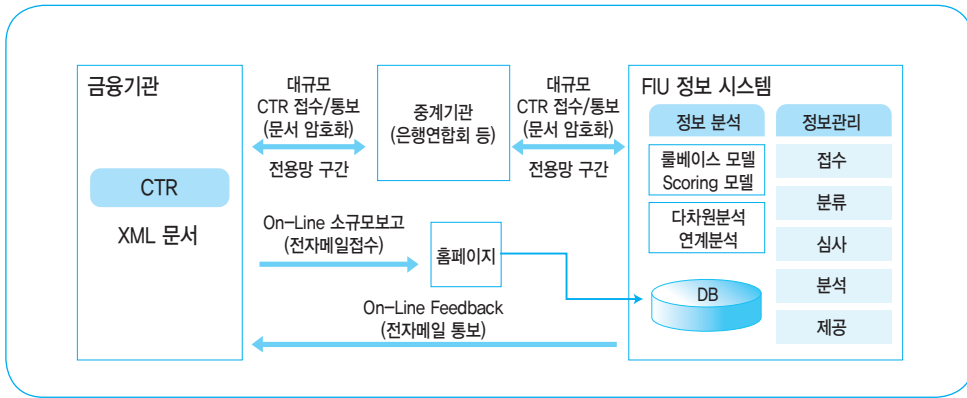 금융기관
CTR
XML 문서
대규모
CTR 접수/통보
(문서 암호화)
전용망 구간
중계기관
(은행연합회 등)
대규모
CTR 접수/통보
(문서 암호화)
전용망 구간
On-Line 소규모보고
(전자메일접수)
홈페이지
On-Line Feedback
(전자메일 통보)
FIU 정보 시스템
정보 분석
룰베이스 모델
Scoring 모델
다차원분석
연계분석
DB
정보관리
접수
분류
심사
분석
제공